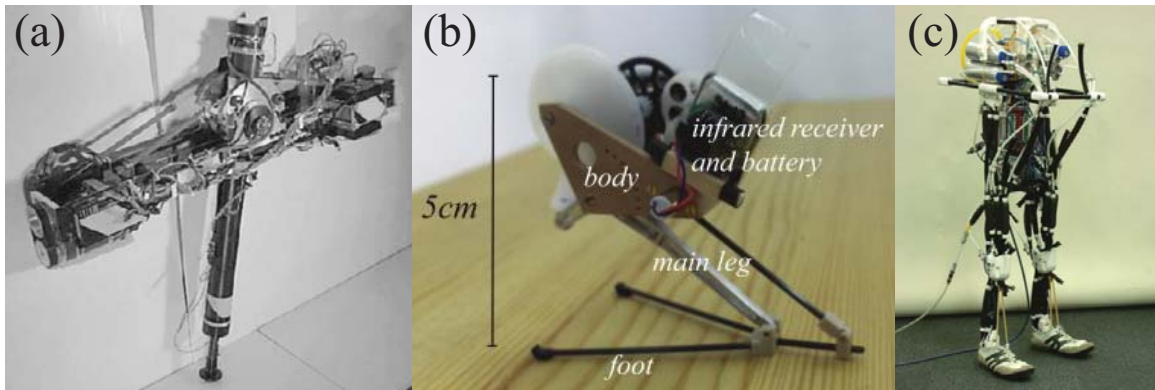 (a)
(b)
(c)
infrared receiver
and battery
body
5cm
main leg
foot